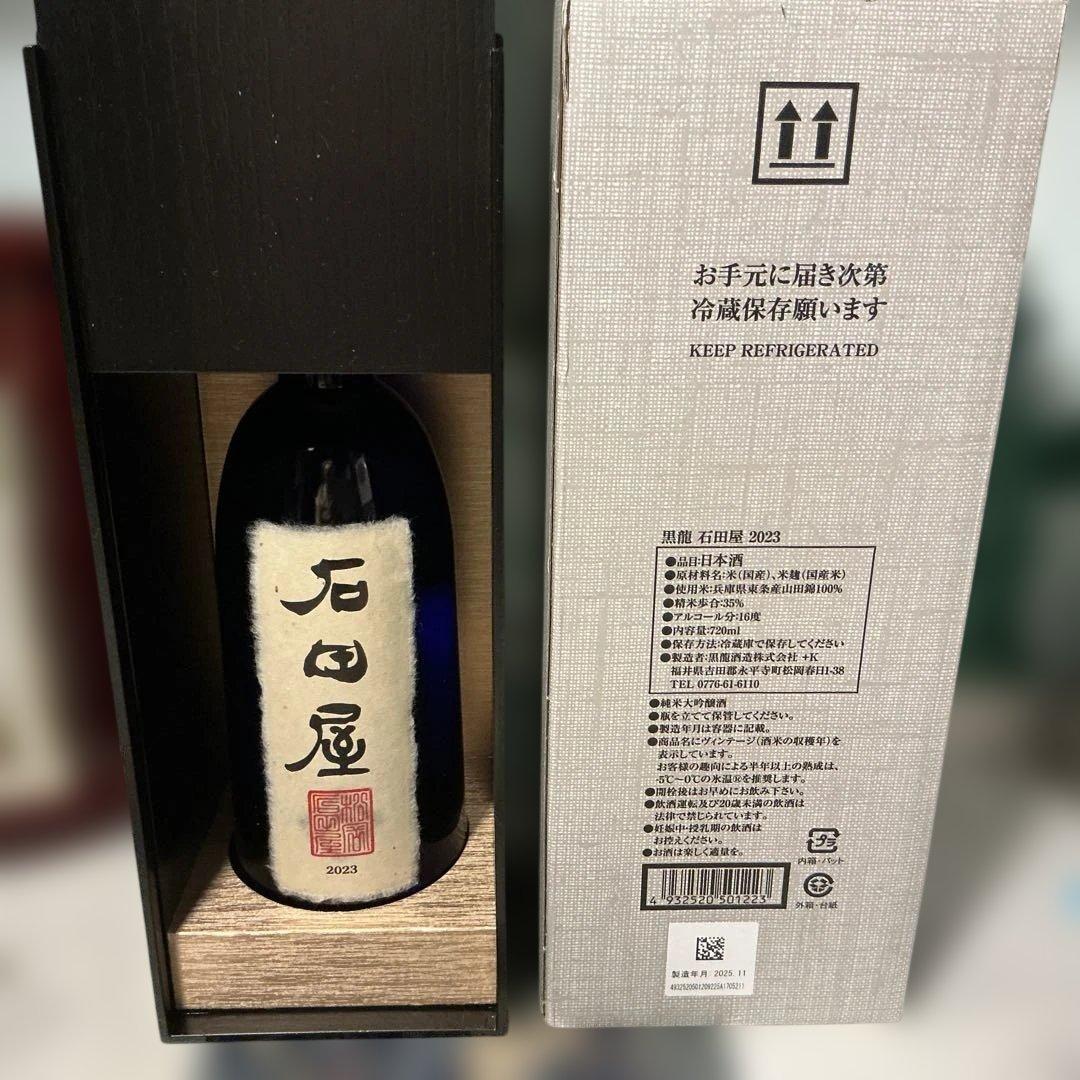 石田屋
2023
お手元に届き次第
冷蔵保存願います
KEEP REFRIGERATED
黒龍 石田屋 2023
●品目:日本酒
●原材料名:米(国産)、米麹(国産米)
●使用米:兵庫県東条産山田錦100%
●精米歩合:35%
●アルコール分:16度
●内容量:720ml
●保存方法:冷蔵庫で保存してください
●製造者:黒龍酒造株式会社 +K
福井県吉田郡永平寺町松岡春日1-38
TEL 0776-61-6110
●純米大吟醸酒
●瓶を立てて保管してください。
●製造年月は容器に記載。
●商品名にヴィンテージ(酒米の収穫年)を
表示しています。
お客様の趣向による半年以上の熟成は、
-5℃〜0℃の氷温®を推奨します。
●開栓後はお早めにお飲み下さい。
●飲酒運転及び20歳未満の飲酒は
法律で禁じられています。
●妊娠中・授乳期の飲酒は
お控えください。
●お酒は楽しく適量を。
プラ
内箱・パット
紙
外箱・台紙
4 932520 501223
製造年月 2025.11